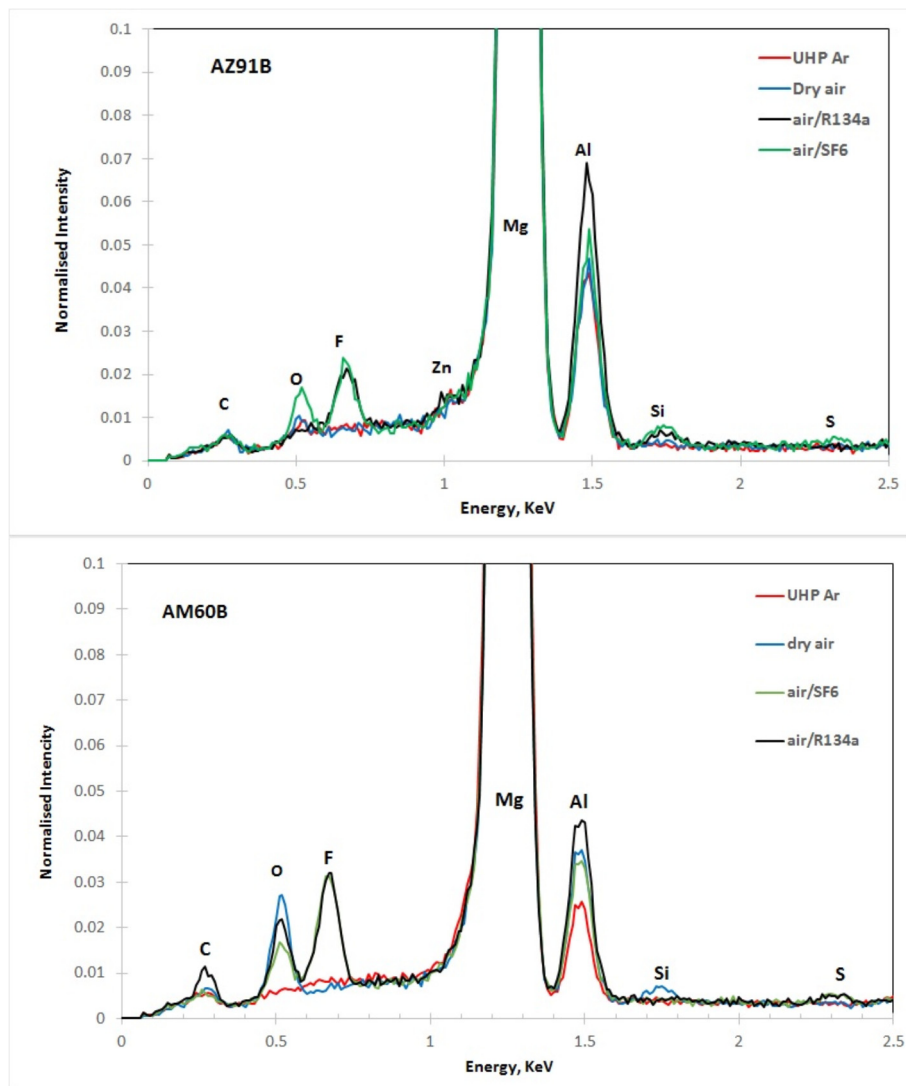 AZ91B
UHP Ar
Dry air
air/R134a
air/SF6
Normalised Intensity
0.1
0.09
0.08
0.07
0.06
0.05
0.04
0.03
0.02
0.01
0
C
O
F
Zn
Mg
Al
Si
S
0
0.5
1
1.5
2
2.5
Energy, KeV
AM60B
UHP Ar
dry air
air/SF6
air/R134a
Normalised Intencity
0.1
0.09
0.08
0.07
0.06
0.05
0.04
0.03
0.02
0.01
0
C
O
F
Mg
Al
Si
S
0
0.5
1
1.5
2
2.5
Energy, KeV